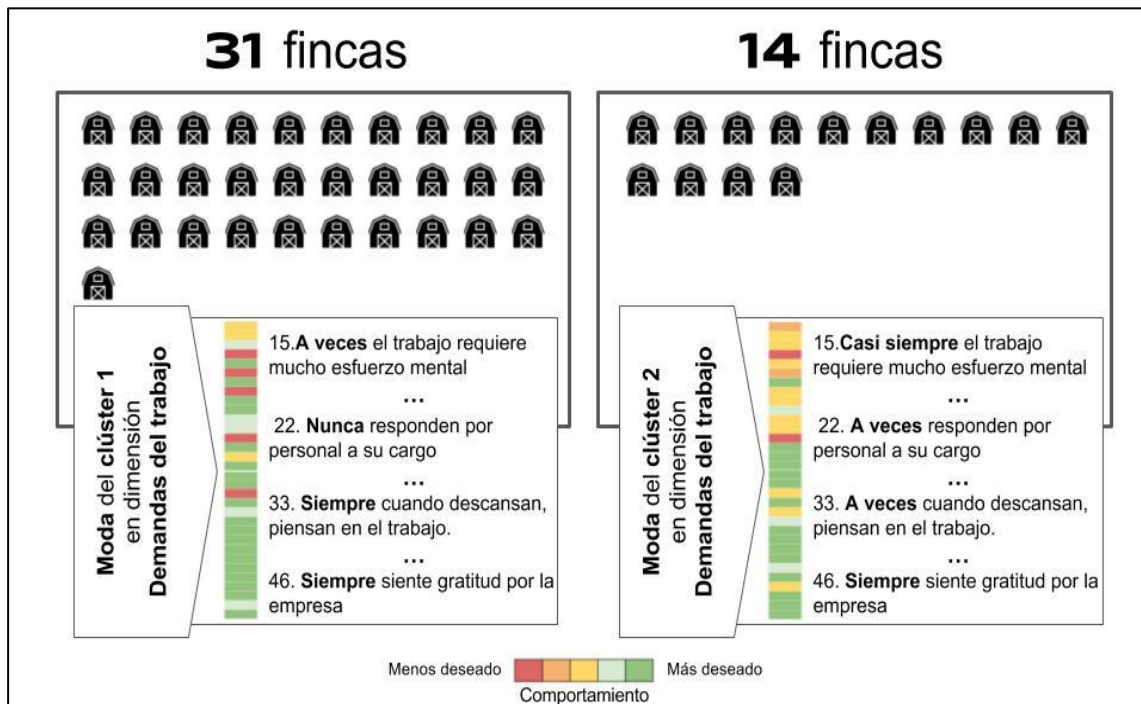 31 fincas
14 fincas
Moda del clúster 1
en dimensión
Demandas del trabajo
15.A veces el trabajo requiere
mucho esfuerzo mental
...
22. Nunca responden por
personal a su cargo
...
33. Siempre cuando descansan,
piensan en el trabajo.
...
46. Siempre siente gratitud por la
empresa
Moda del clúster 2
en dimensión
Demandas del trabajo
15.Casi siempre el trabajo
requiere mucho esfuerzo mental
...
22. A veces responden por
personal a su cargo
...
33. A veces cuando descansan,
piensan en el trabajo.
...
46. Siempre siente gratitud por la
empresa
Menos deseado
Más deseado
Comportamiento